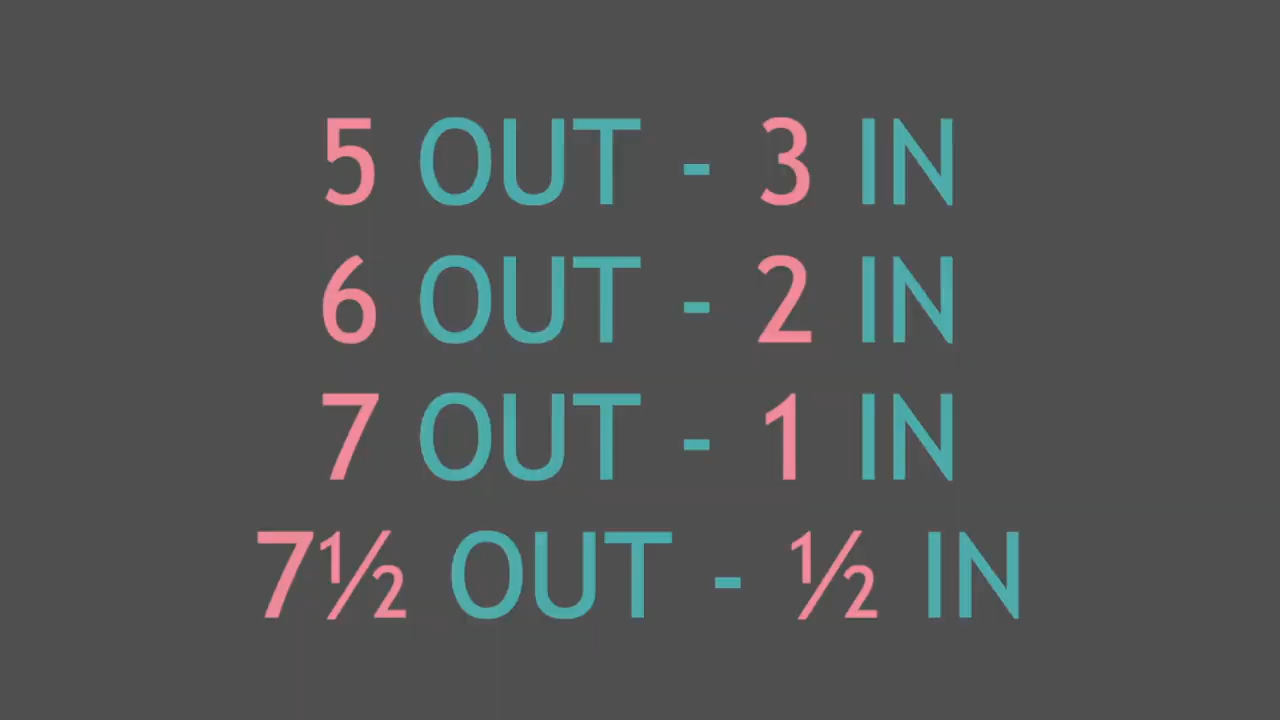 5 OUT - 3 IN
6 OUT - 2 IN
7 OUT - 1 IN
7½ OUT - ½ IN